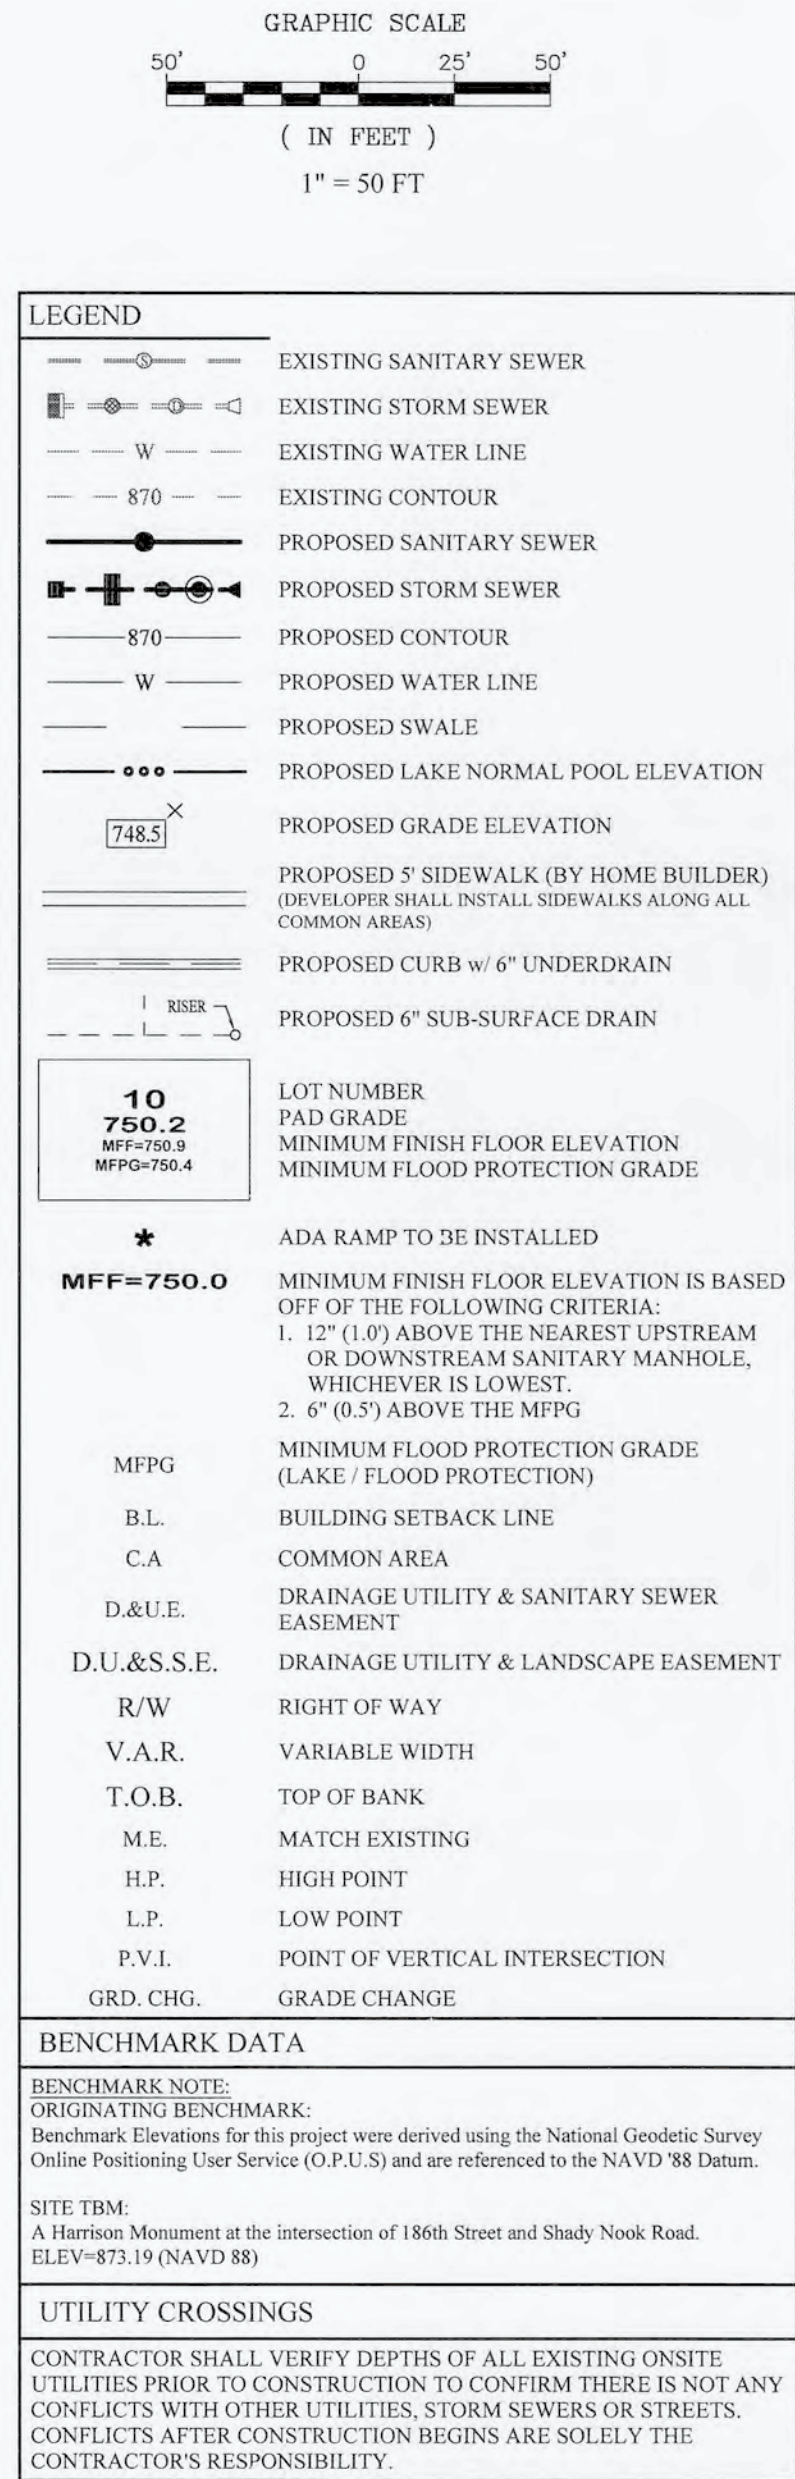 GRAPHIC SCALE
50' 0 25' 50'
( IN FEET )
1" = 50 FT
LEGEND
S EXISTING SANITARY SEWER
D EXISTING STORM SEWER
W EXISTING WATER LINE
870 EXISTING CONTOUR
PROPOSED SANITARY SEWER
PROPOSED STORM SEWER
870 PROPOSED CONTOUR
W PROPOSED WATER LINE
PROPOSED SWALE
PROPOSED LAKE NORMAL POOL ELEVATION
748.5 PROPOSED GRADE ELEVATION
PROPOSED 5' SIDEWALK (BY HOME BUILDER)
(DEVELOPER SHALL INSTALL SIDEWALKS ALONG ALL
COMMON AREAS)
PROPOSED CURB w/ 6" UNDERDRAIN
RISER PROPOSED 6" SUB-SURFACE DRAIN
10 LOT NUMBER
750.2 PAD GRADE
MFF=750.9 MINIMUM FINISH FLOOR ELEVATION
MFPG=750.4 MINIMUM FLOOD PROTECTION GRADE
* ADA RAMP TO BE INSTALLED
MFF=750.0 MINIMUM FINISH FLOOR ELEVATION IS BASED
OFF OF THE FOLLOWING CRITERIA:
1. 12" (1.0') ABOVE THE NEAREST UPSTREAM
OR DOWNSTREAM SANITARY MANHOLE,
WHICHEVER IS LOWEST.
2. 6" (0.5') ABOVE THE MFPG
MFPG MINIMUM FLOOD PROTECTION GRADE
(LAKE / FLOOD PROTECTION)
B.L. BUILDING SETBACK LINE
C.A COMMON AREA
D.&U.E. DRAINAGE UTILITY & SANITARY SEWER
EASEMENT
D.U.&S.S.E. DRAINAGE UTILITY & LANDSCAPE EASEMENT
R/W RIGHT OF WAY
V.A.R. VARIABLE WIDTH
T.O.B. TOP OF BANK
M.E. MATCH EXISTING
H.P. HIGH POINT
L.P. LOW POINT
P.V.I. POINT OF VERTICAL INTERSECTION
GRD. CHG. GRADE CHANGE
BENCHMARK DATA
BENCHMARK NOTE:
ORIGINATING BENCHMARK:
Benchmark Elevations for this project were derived using the National Geodetic Survey
Online Positioning User Service (O.P.U.S) and are referenced to the NAVD '88 Datum.
SITE TBM:
A Harrison Monument at the intersection of 186th Street and Shady Nook Road.
ELEV=873.19 (NAVD 88)
UTILITY CROSSINGS
CONTRACTOR SHALL VERIFY DEPTHS OF ALL EXISTING ONSITE
UTILITIES PRIOR TO CONSTRUCTION TO CONFIRM THERE IS NOT ANY
CONFLICTS WITH OTHER UTILITIES, STORM SEWERS OR STREETS.
CONFLICTS AFTER CONSTRUCTION BEGINS ARE SOLELY THE
CONTRACTOR'S RESPONSIBILITY.